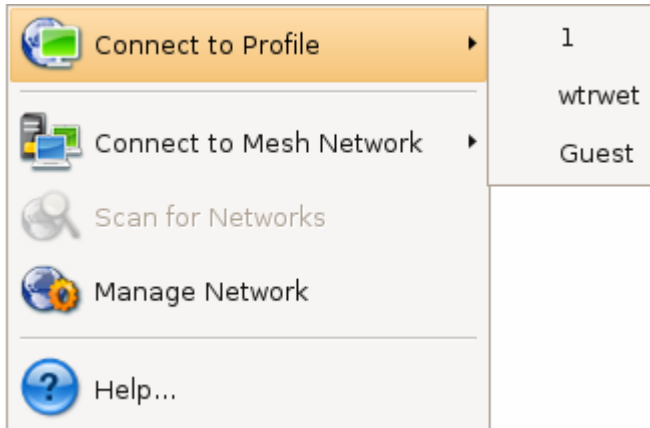 Connect to Profile
1
wtrwet
Guest
Connect to Mesh Network
Scan for Networks
Manage Network
Help...